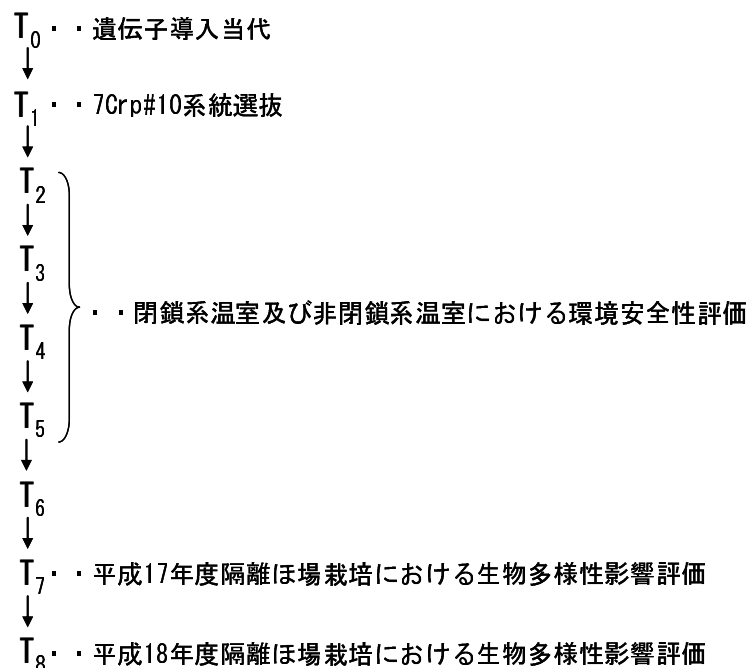 T0・・遺伝子導入当代
↓
T1・・7Crp#10系統選抜
↓
T2
↓
T3
↓
・・閉鎖系温室及び非閉鎖系温室における環境安全性評価
T4
↓
T5
↓
T6
↓
T7・・平成17年度隔離ほ場栽培における生物多様性影響評価
↓
T8・・平成18年度隔離ほ場栽培における生物多様性影響評価